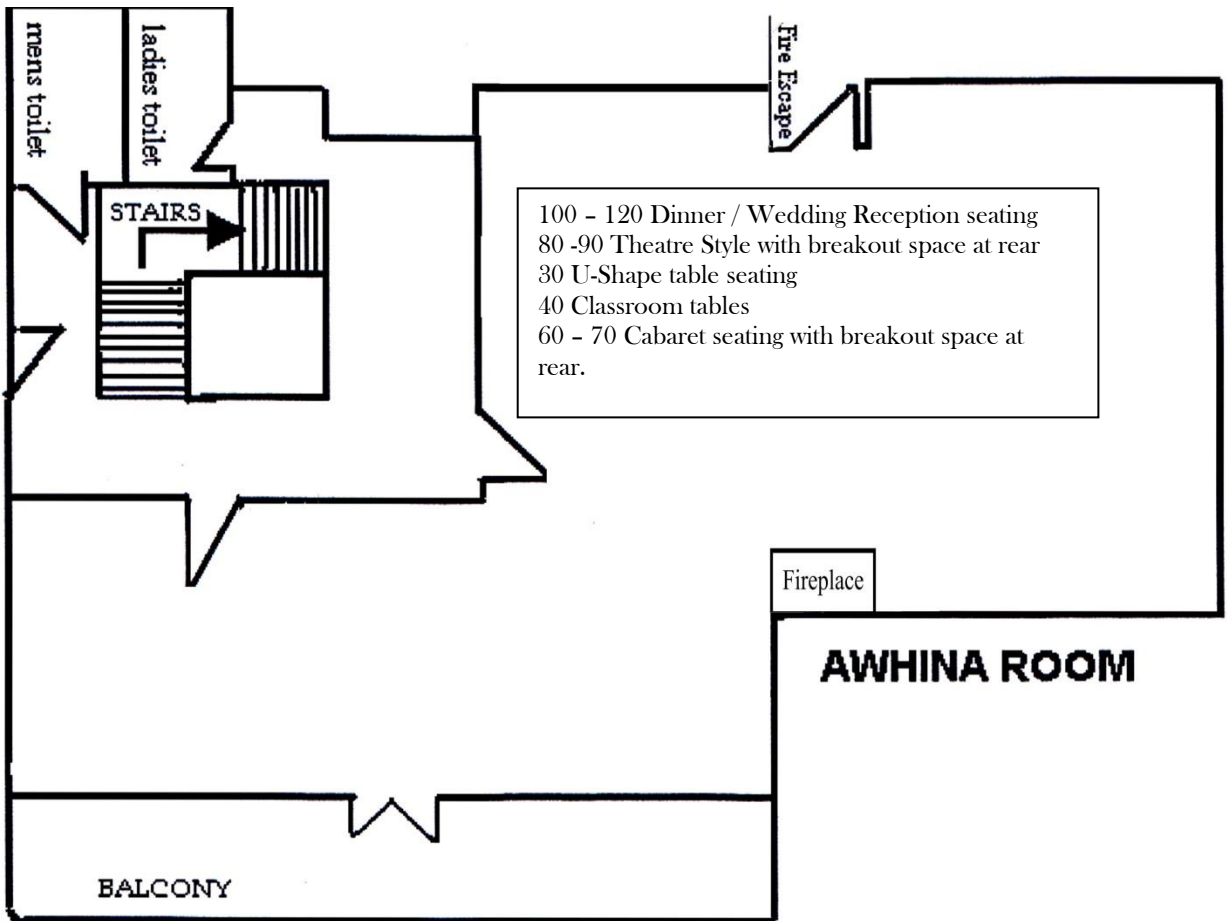 mens toilet
ladies toilet
Fire Escape
STAIRS
100 – 120 Dinner / Wedding Reception seating
80 -90 Theatre Style with breakout space at rear
30 U-Shape table seating
40 Classroom tables
60 – 70 Cabaret seating with breakout space at
rear.
Fireplace
AWHINA ROOM
BALCONY